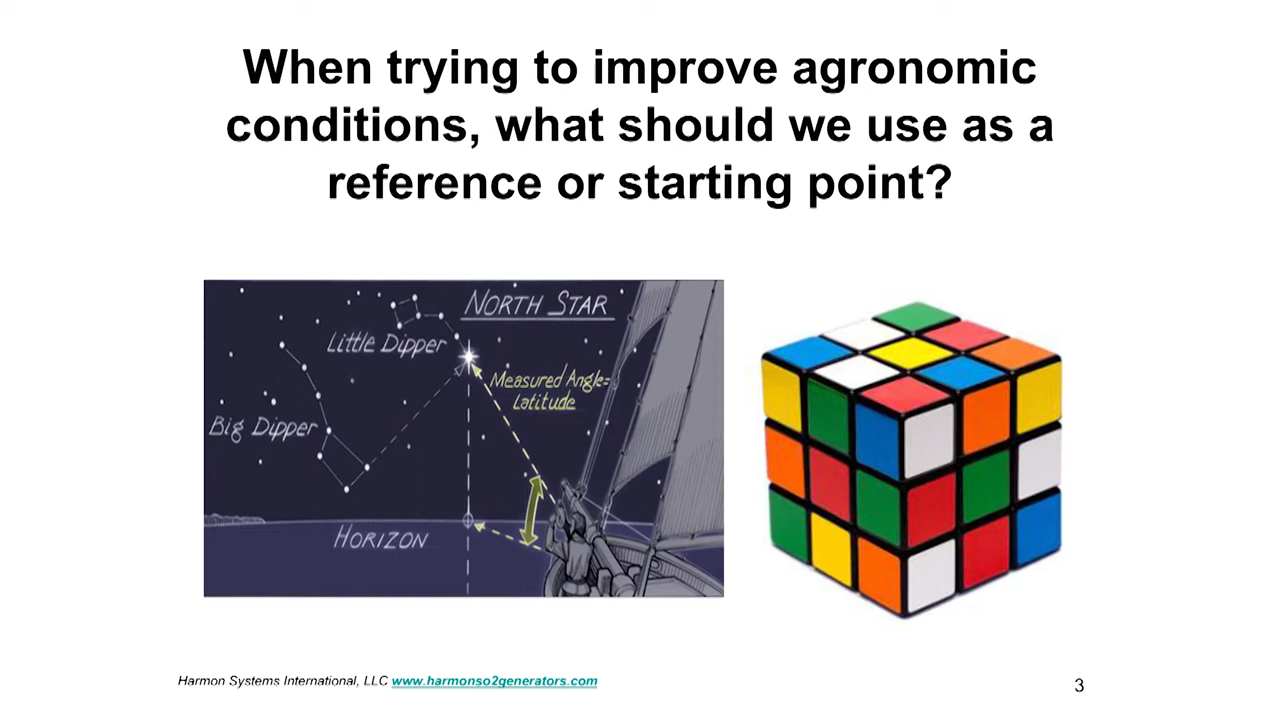 When trying to improve agronomic
conditions, what should we use as a
reference or starting point?
North Star
Little Dipper
Measured Angle=
Latitude
Big Dipper
Horizon
Harmon Systems International, LLC www.harmonso2generators.com
3